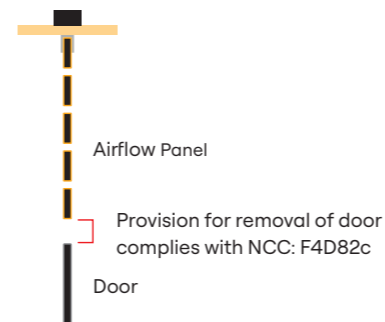 Airflow Panel
Provision for removal of door
complies with NCC: F4D82c
Door